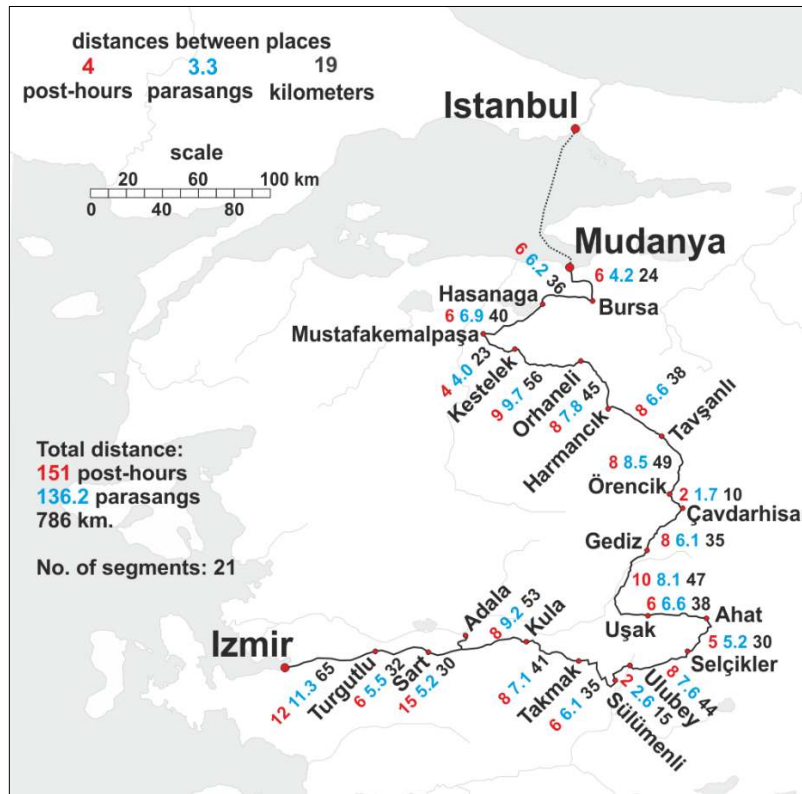 distances between places
4 3.3 19
post-hours parasangs kilometers
scale
20 60 100 km
0 40 80
Istanbul
Mudanya
6 6.2 36
6 4.2 24
Hasanaga
Bursa
6 6.9 40
Mustafakemalpaşa
4 4.0 23
Kestelek
9 9.7 56
Orhaneli
8 7.8 45
Harmancık
8 6.6 38
Tavşanlı
Total distance:
151 post-hours
136.2 parasangs
786 km.
No. of segments: 21
8 8.5 49
Örencik
2 1.7 10
Çavdarhisa
Gediz
8 6.1 35
10 8.1 47
6 6.6 38
Uşak
Ahat
5 5.2 30
Selçikler
8 7.6 44
Ulubey
2 2.6 15
Sülümenli
6 6.1 35
Takmak
8 7.1 41
Kula
8 9.2 53
Adala
15 5.2 30
Sart
6 5.5 32
Turgutlu
12 11.3 65
Izmir